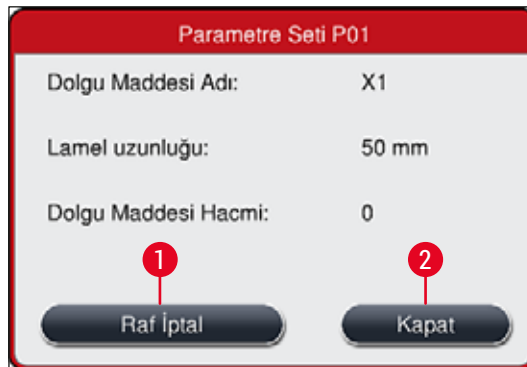 Parametre Seti P01
Dolgu Maddesi Adı: X1
Lamel uzunluğu: 50 mm
Dolgu Maddesi Hacmi: 0
1 2
Raf İptal Kapat